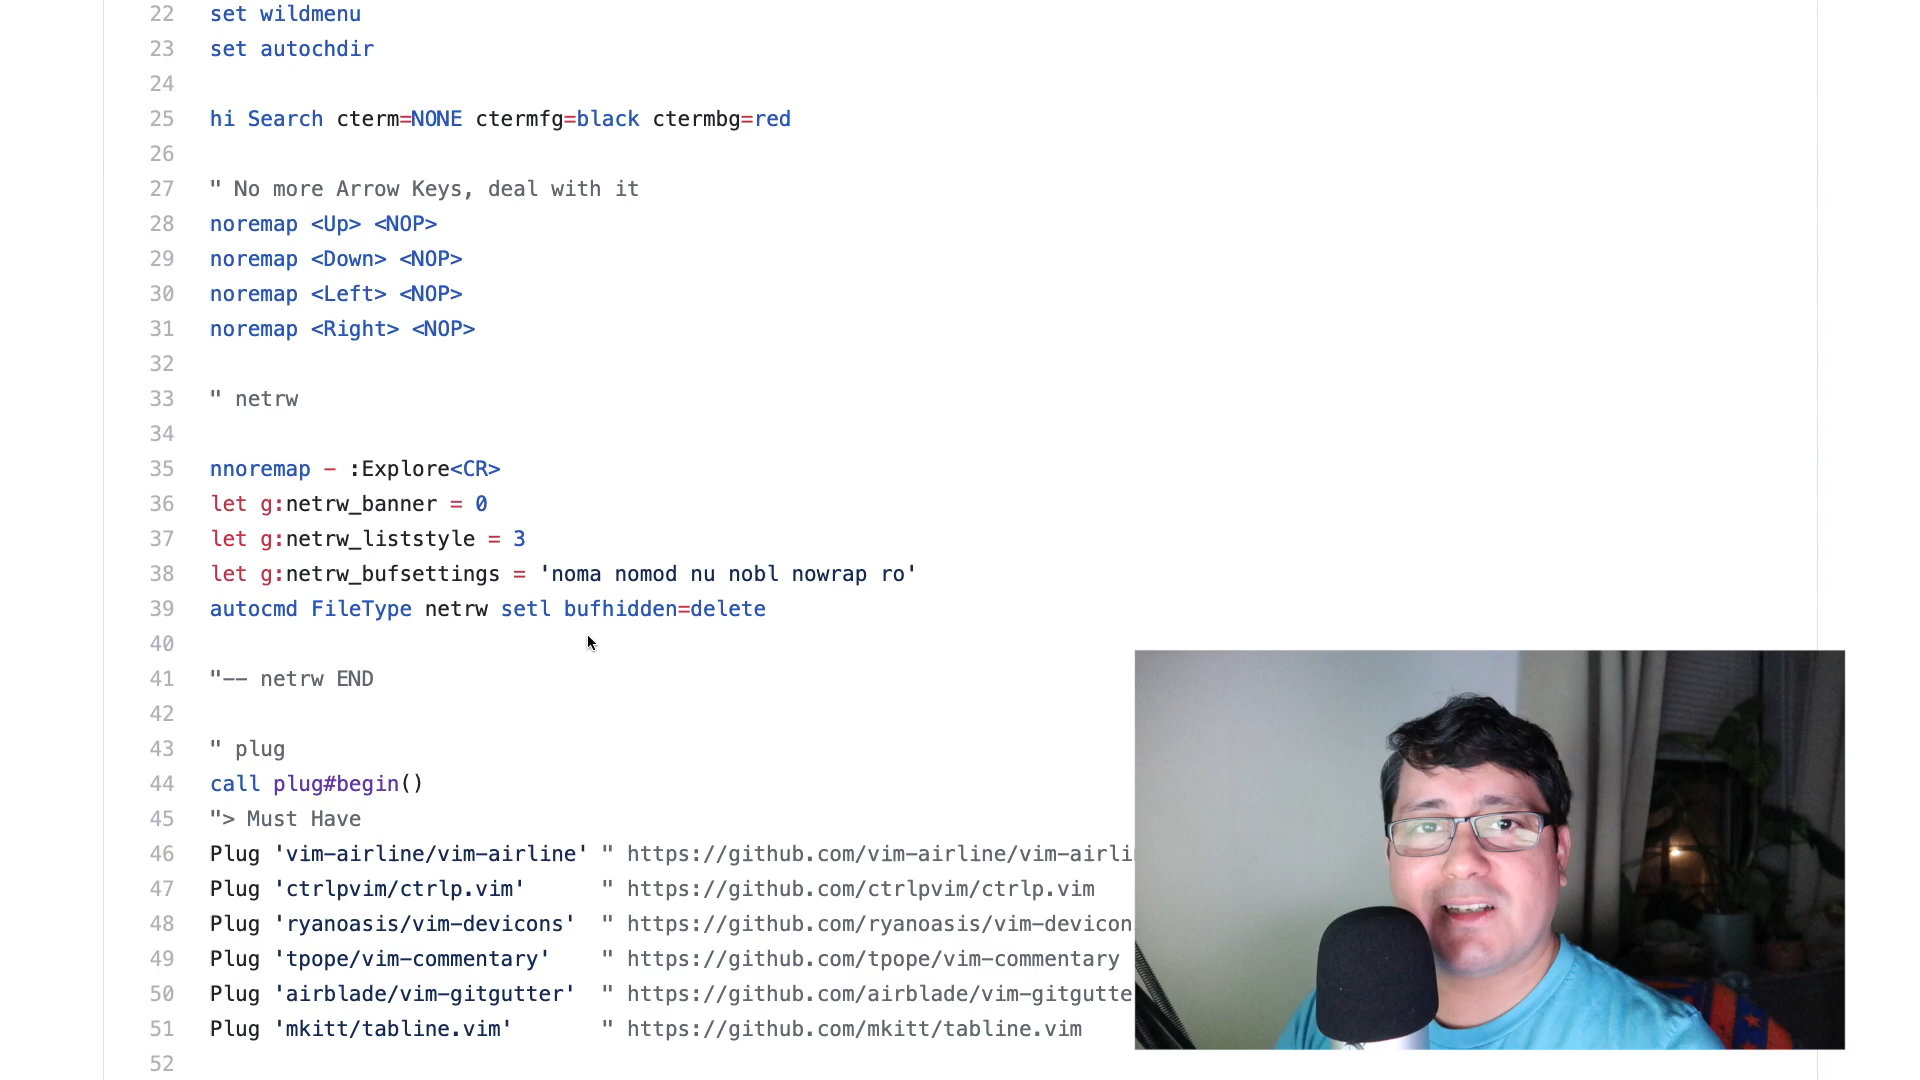 22 set wildmenu
23 set autochdir
24
25 hi Search cterm=NONE ctermfg=black ctermbg=red
26
27 " No more Arrow Keys, deal with it
28 noremap <Up> <NOP>
29 noremap <Down> <NOP>
30 noremap <Left> <NOP>
31 noremap <Right> <NOP>
32
33 " netrw
34
35 nnoremap - :Explore<CR>
36 let g:netrw_banner = 0
37 let g:netrw_liststyle = 3
38 let g:netrw_bufsettings = 'noma nomod nu nobl nowrap ro'
39 autocmd FileType netrw setl bufhidden=delete
40
41 "-- netrw END
42
43 " plug
44 call plug#begin()
45 "> Must Have
46 Plug 'vim-airline/vim-airline' " https://github.com/vim-airline/vim-airli
47 Plug 'ctrlpvim/ctrlp.vim' " https://github.com/ctrlpvim/ctrlp.vim
48 Plug 'ryanoasis/vim-devicons' " https://github.com/ryanoasis/vim-devicon
49 Plug 'tpope/vim-commentary' " https://github.com/tpope/vim-commentary
50 Plug 'airblade/vim-gitgutter' " https://github.com/airblade/vim-gitgutte
51 Plug 'mkitt/tabline.vim' " https://github.com/mkitt/tabline.vim
52